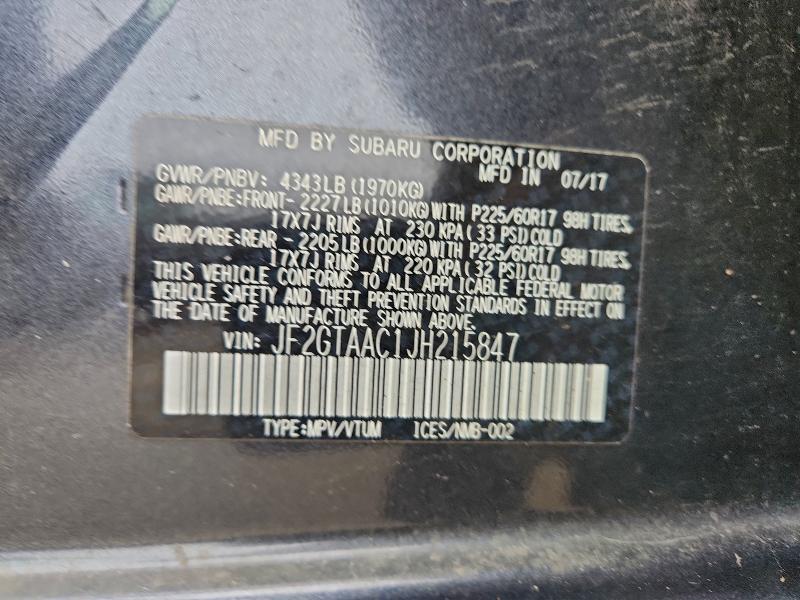 MFD BY SUBARU CORPORATION
MFD IN 07/17
GVWR/PNBV: 4343LB(1970KG)
GAWR/PNBE:FRONT- 2227LB(1010KG)WITH P225/60R17 98H TIRES,
17X7J RIMS AT 230 KPA(33 PSI)COLD
GAWR/PNBE:REAR - 2205LB(1000KG)WITH P225/60R17 98H TIRES,
17X7J RIMS AT 220 KPA(32 PSI)COLD
THIS VEHICLE CONFORMS TO ALL APPLICABLE FEDERAL MOTOR
VEHICLE SAFETY AND THEFT PREVENTION STANDARDS IN EFFECT ON
THE DATE OF MANUFACTURE SHOWN ABOVE.
VIN: JF2GTAAC1JH215847
TYPE:MPV/VTUM ICES/NMB-002